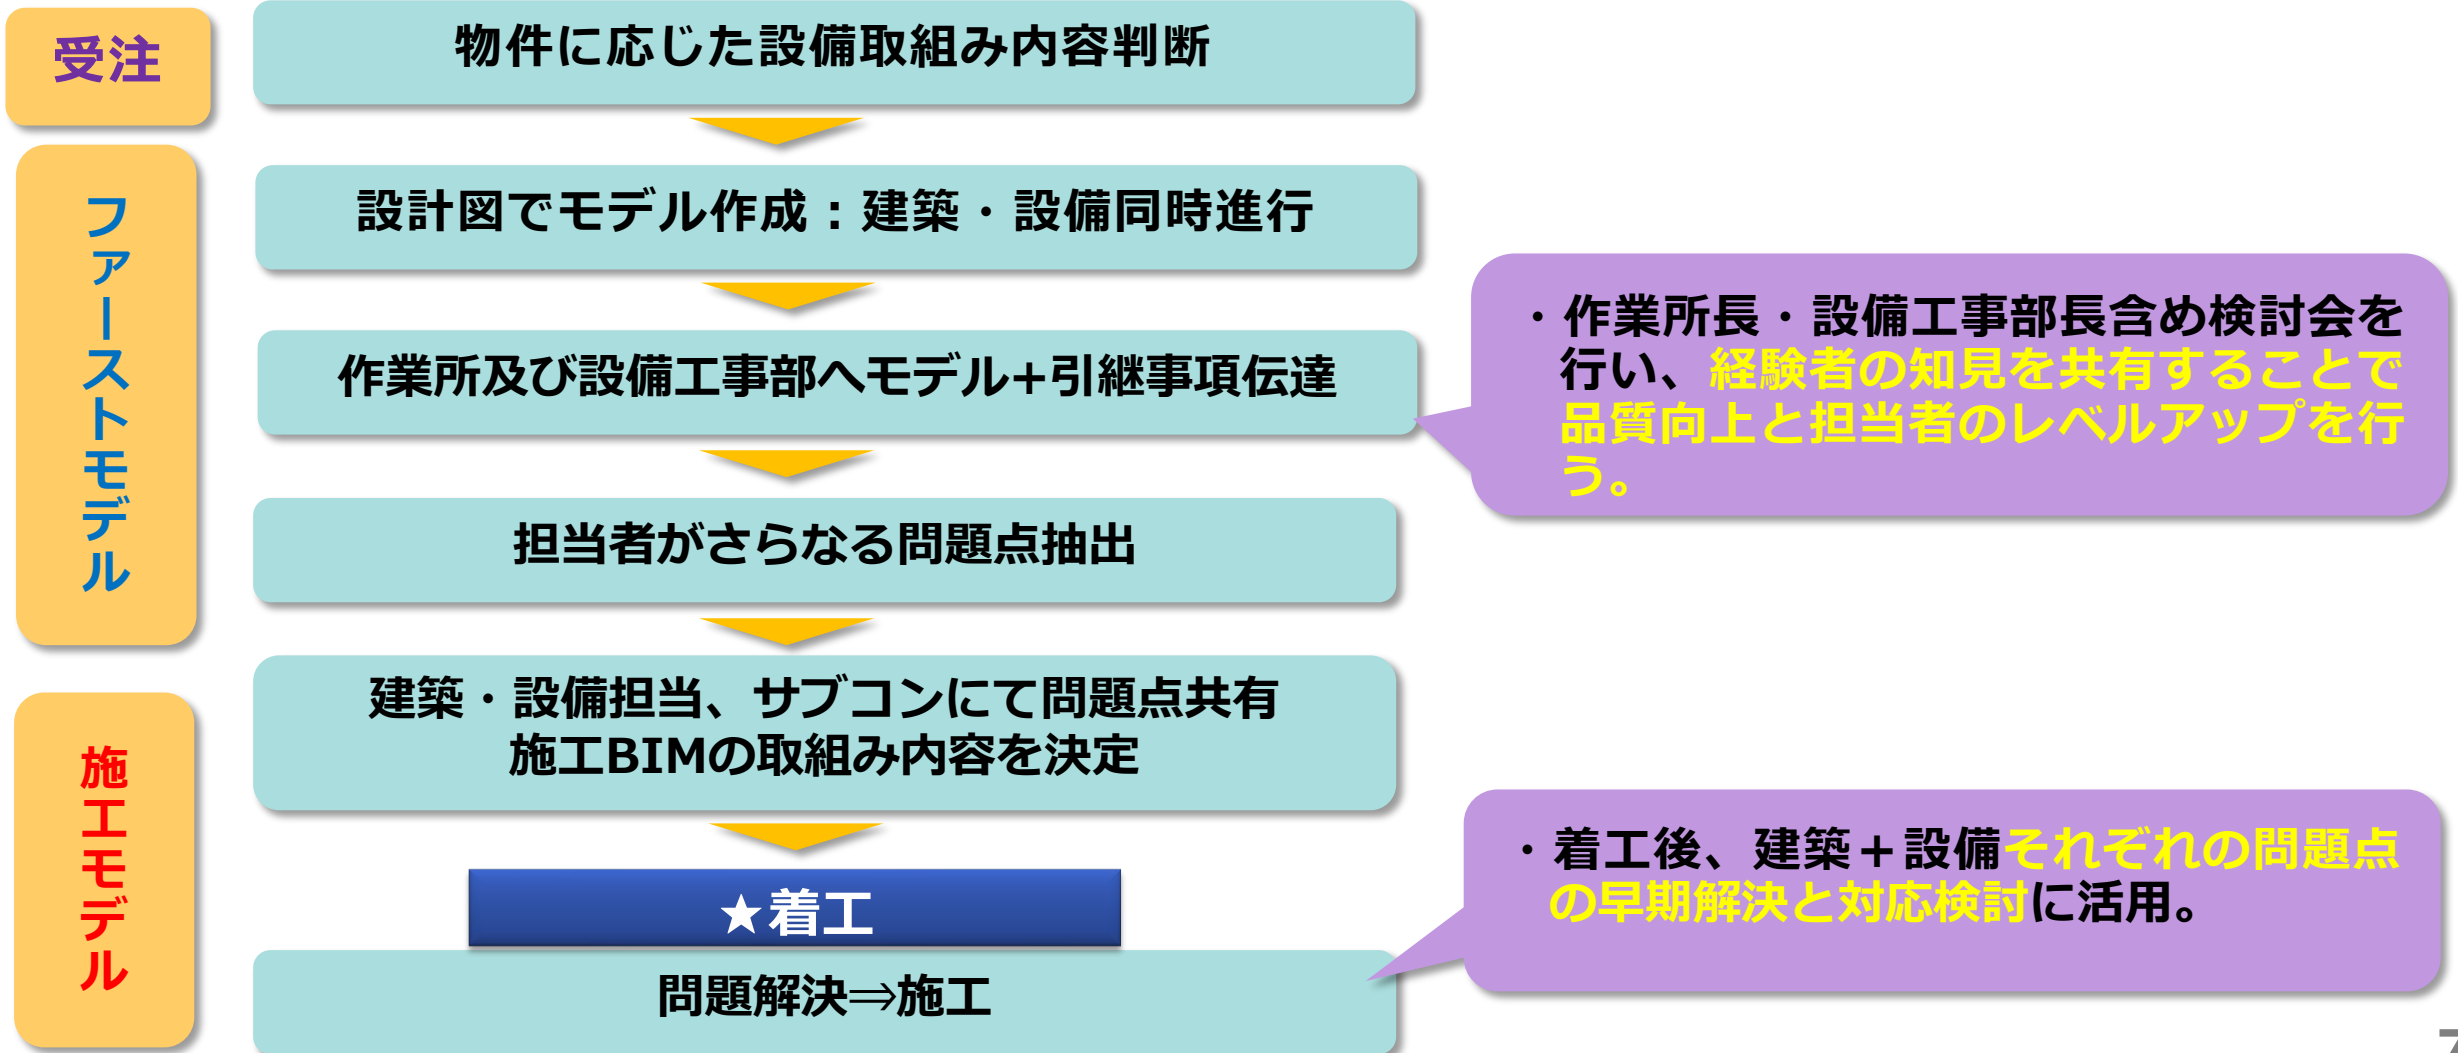 受注
物件に応じた設備取組み内容判断
ファーストモデル
設計図でモデル作成：建築・設備同時進行
作業所及び設備工事部へモデル+引継事項伝達
・作業所長・設備工事部長含め検討会を
行い、経験者の知見を共有することで
品質向上と担当者のレベルアップを行
う。
担当者がさらなる問題点抽出
施工モデル
建築・設備担当、サブコンにて問題点共有
施工BIMの取組み内容を決定
★着工
問題解決⇒施工
・着工後、建築＋設備それぞれの問題点
の早期解決と対応検討に活用。